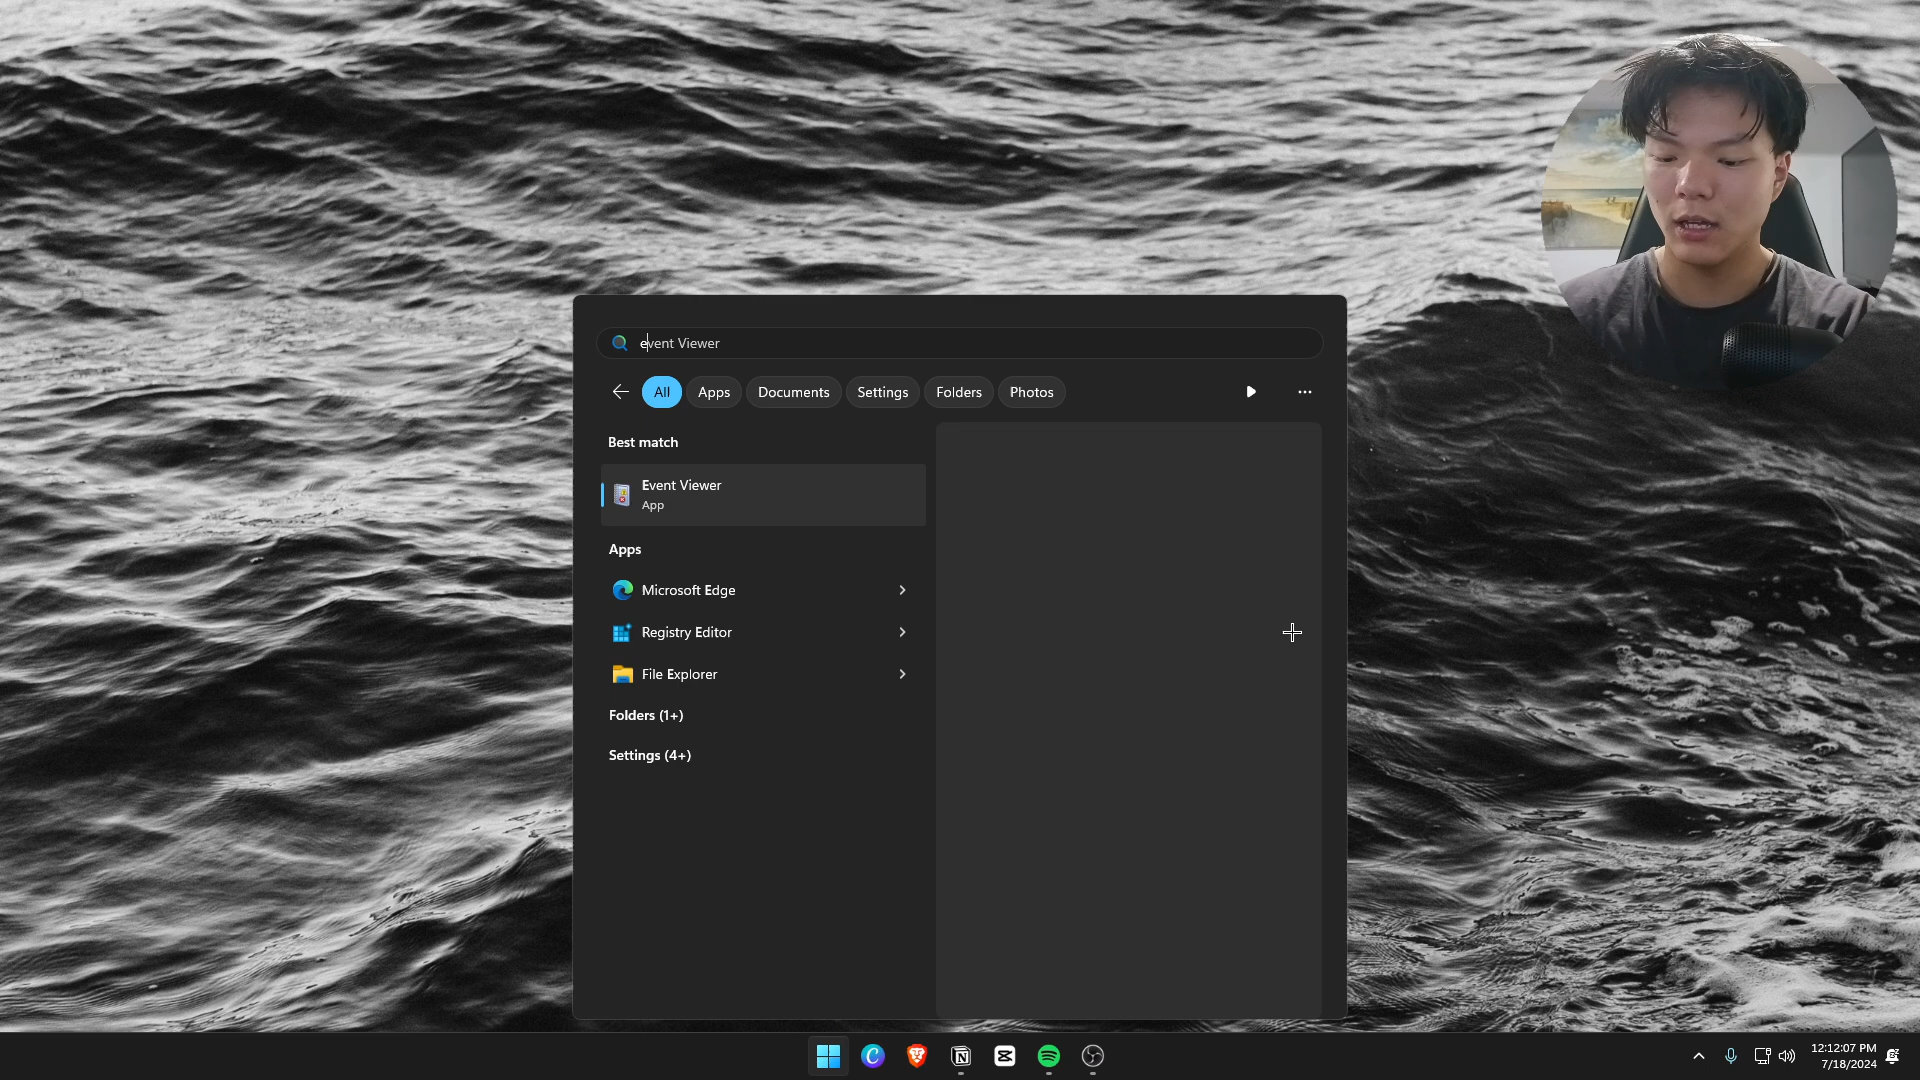 event Viewer
All
Apps
Documents
Settings
Folders
Photos
Best match
Event Viewer
App
Apps
Microsoft Edge
Registry Editor
File Explorer
Folders (1+)
Settings (4+)
12:12:07 PM
7/18/2024